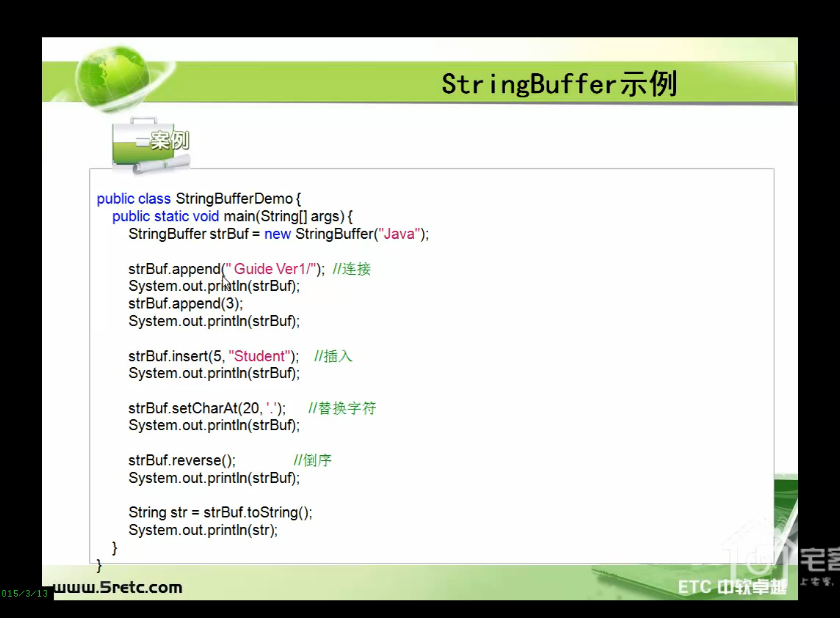 StringBuffer示例
案例
public class StringBufferDemo {
public static void main(String[] args) {
StringBuffer strBuf = new StringBuffer("Java");
strBuf.append(" Guide Ver1/"); //连接
System.out.println(strBuf);
strBuf.append(3);
System.out.println(strBuf);
strBuf.insert(5, "Student"); //插入
System.out.println(strBuf);
strBuf.setCharAt(20, '.'); //替换字符
System.out.println(strBuf);
strBuf.reverse(); //倒序
System.out.println(strBuf);
String str = strBuf.toString();
System.out.println(str);
}
}
015/3/13
www.5retc.com
ETC 中软卓越
宅客
上宅客,